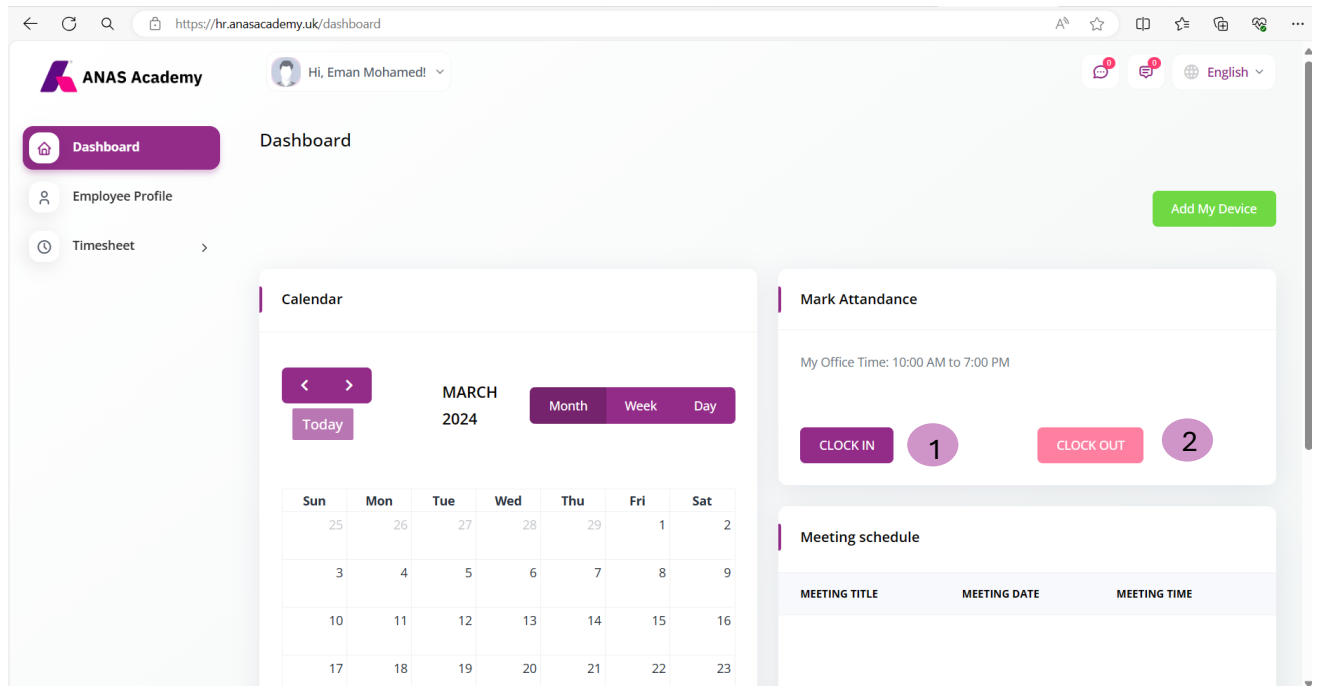 https://hr.anasacademy.uk/dashboard
ANAS Academy
Hi, Eman Mohamed!
0
0
English
Dashboard
Employee Profile
Timesheet
Dashboard
Add My Device
Calendar
MARCH
2024
Today
Month Week Day
Sun Mon Tue Wed Thu Fri Sat
25 26 27 28 29 1 2
3 4 5 6 7 8 9
10 11 12 13 14 15 16
17 18 19 20 21 22 23
Mark Attandance
My Office Time: 10:00 AM to 7:00 PM
CLOCK IN 1 CLOCK OUT 2
Meeting schedule
MEETING TITLE MEETING DATE MEETING TIME